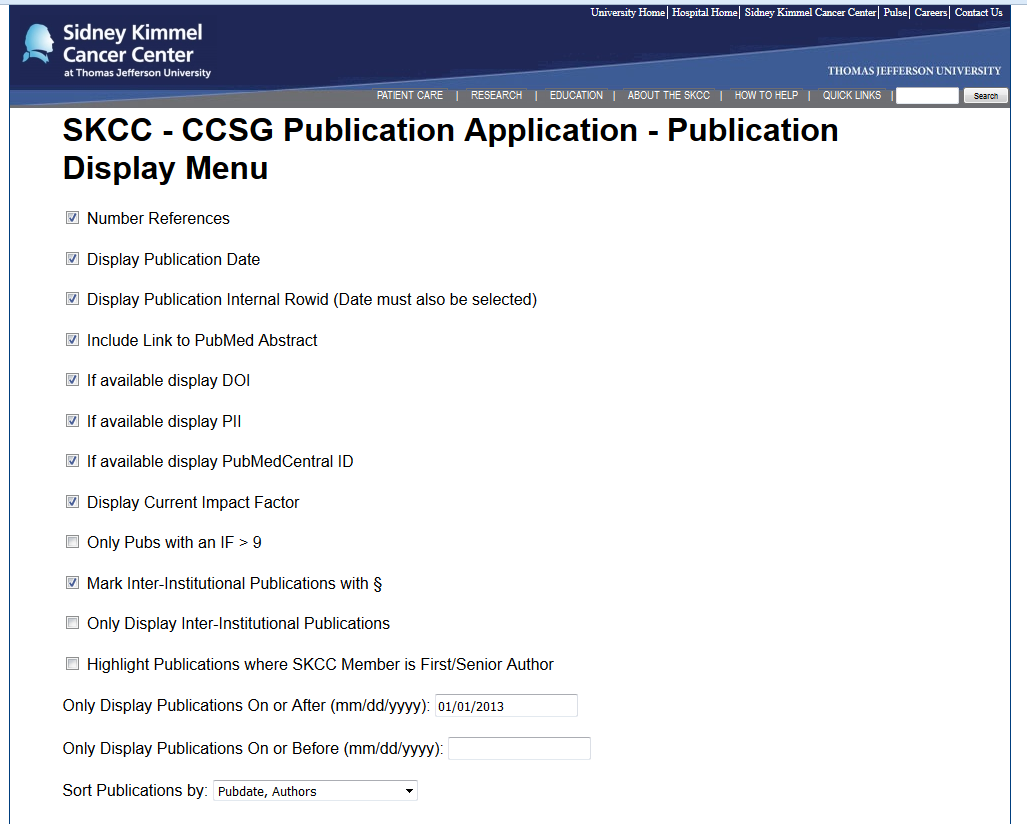 University Home| Hospital Home| Sidney Kimmel Cancer Center| Pulse| Careers| Contact Us
Sidney Kimmel
Cancer Center
at Thomas Jefferson University
THOMAS JEFFERSON UNIVERSITY
PATIENT CARE | RESEARCH | EDUCATION | ABOUT THE SKCC | HOW TO HELP | QUICK LINKS | Search
SKCC - CCSG Publication Application - Publication
Display Menu
Number References
Display Publication Date
Display Publication Internal Rowid (Date must also be selected)
Include Link to PubMed Abstract
If available display DOI
If available display PII
If available display PubMedCentral ID
Display Current Impact Factor
Only Pubs with an IF > 9
Mark Inter-Institutional Publications with §
Only Display Inter-Institutional Publications
Highlight Publications where SKCC Member is First/Senior Author
Only Display Publications On or After (mm/dd/yyyy): 01/01/2013
Only Display Publications On or Before (mm/dd/yyyy):
Sort Publications by: Pubdate, Authors